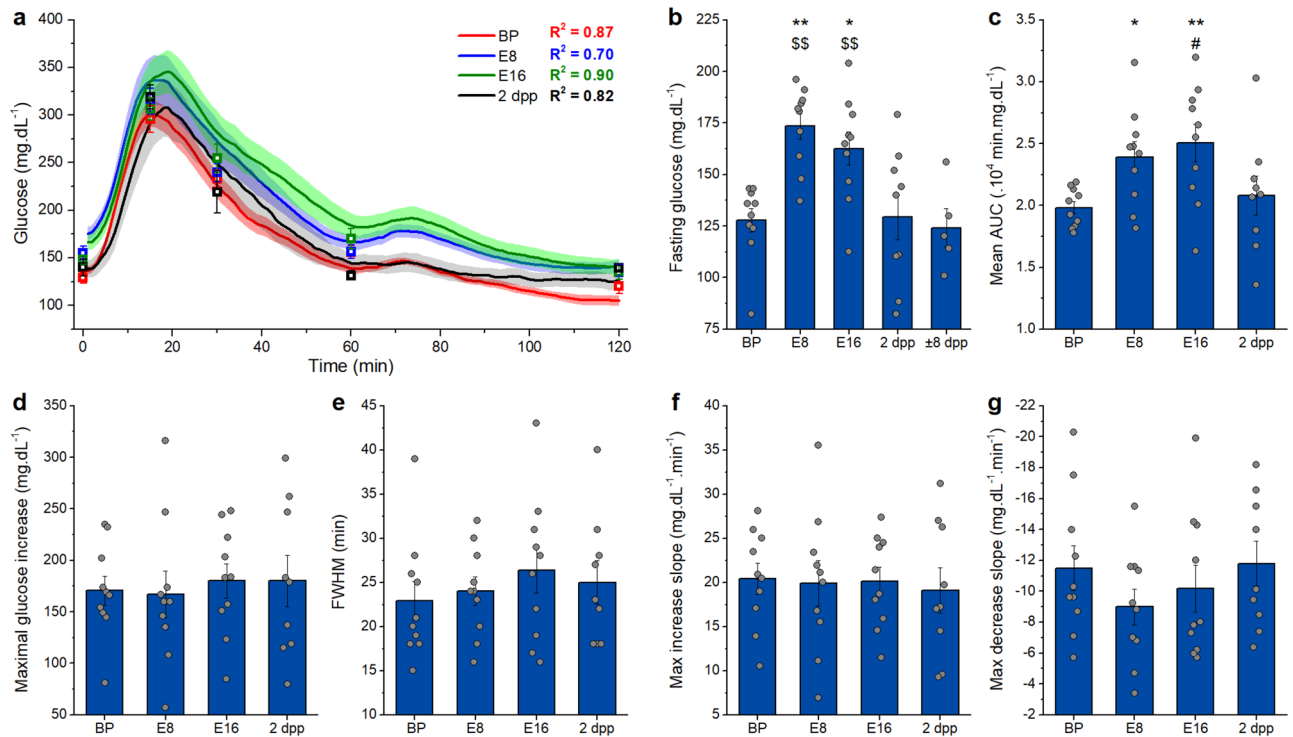 a
400
350
300
250
200
150
100
Glucose (mg.dL⁻¹)
0 20 40 60 80 100 120
Time (min)
BP R² = 0.87
E8 R² = 0.70
E16 R² = 0.90
2 dpp R² = 0.82
b
225
200
175
150
125
100
75
Fasting glucose (mg.dL⁻¹)
** *
$$ $$
BP E8 E16 2 dpp ±8 dpp
c
3.5
3.0
2.5
2.0
1.5
1.0
Mean AUC (.10⁴ min.mg.dL⁻¹)
* **
#
BP E8 E16 2 dpp
d
350
300
250
200
150
100
50
Maximal glucose increase (mg.dL⁻¹)
BP E8 E16 2 dpp
e
45
40
35
30
25
20
15
10
FWHM (min)
BP E8 E16 2 dpp
f
40
35
30
25
20
15
10
5
Max increase slope (mg.dL⁻¹.min⁻¹)
BP E8 E16 2 dpp
g
-22
-20
-18
-16
-14
-12
-10
-8
-6
-4
-2
Max decrease slope (mg.dL⁻¹.min⁻¹)
BP E8 E16 2 dpp